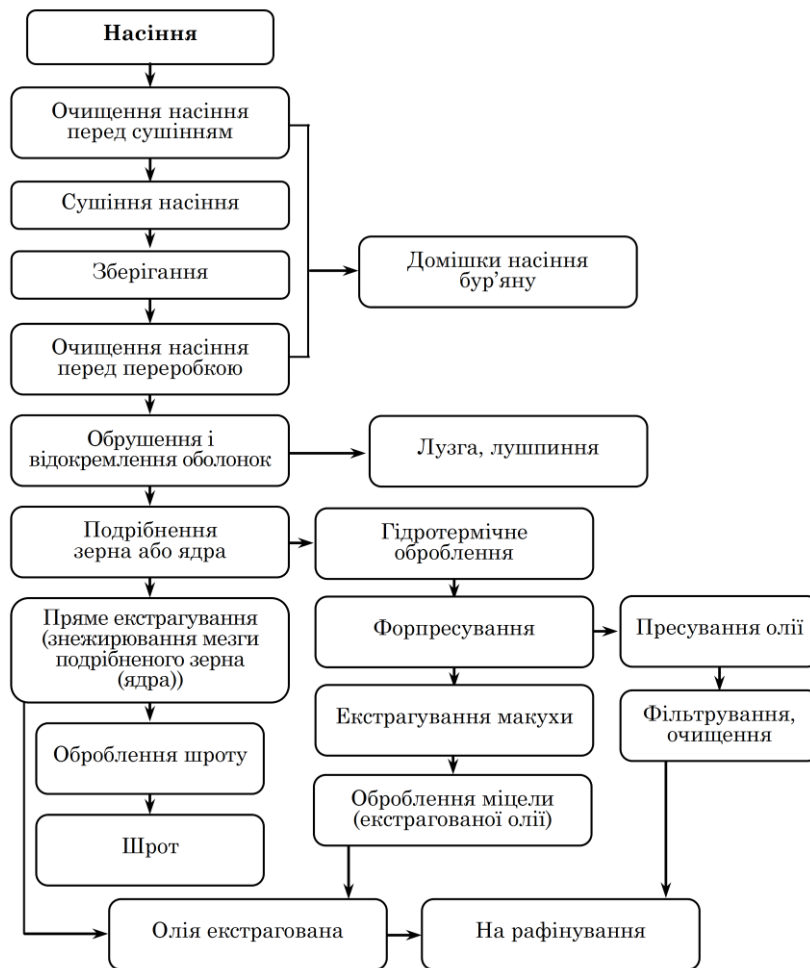 Насіння
Очищення насіння
перед сушінням
Сушіння насіння
Зберігання
Домішки насіння
бур’яну
Очищення насіння
перед переробкою
Обрушення і
відокремлення оболонок
Лузга, лушпиння
Подрібнення
зерна або ядра
Гідротермічне
оброблення
Пряме екстрагування
(знежирювання мезги
подрібненого зерна
(ядра))
Форпресування
Пресування олії
Екстрагування макухи
Фільтрування,
очищення
Оброблення шроту
Оброблення міцели
(екстрагованої олії)
Шрот
Олія екстрагована
На рафінування